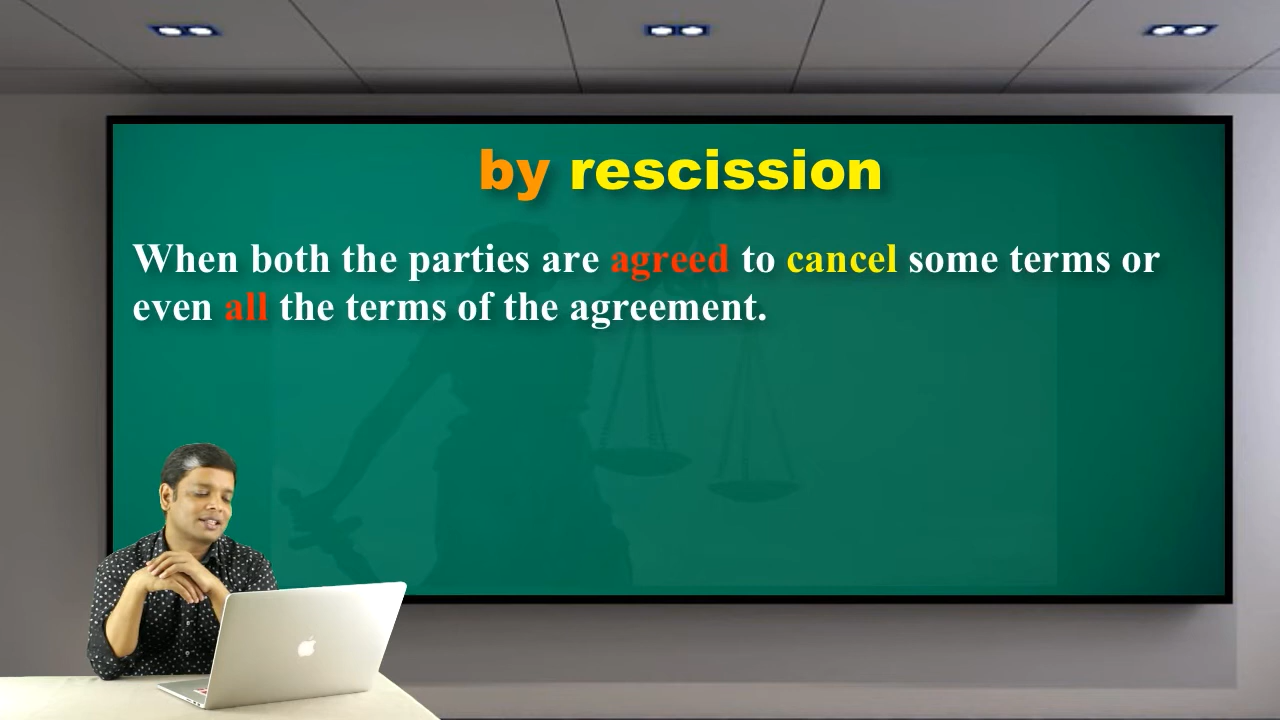 by rescission
When both the parties are agreed to cancel some terms or
even all the terms of the agreement.